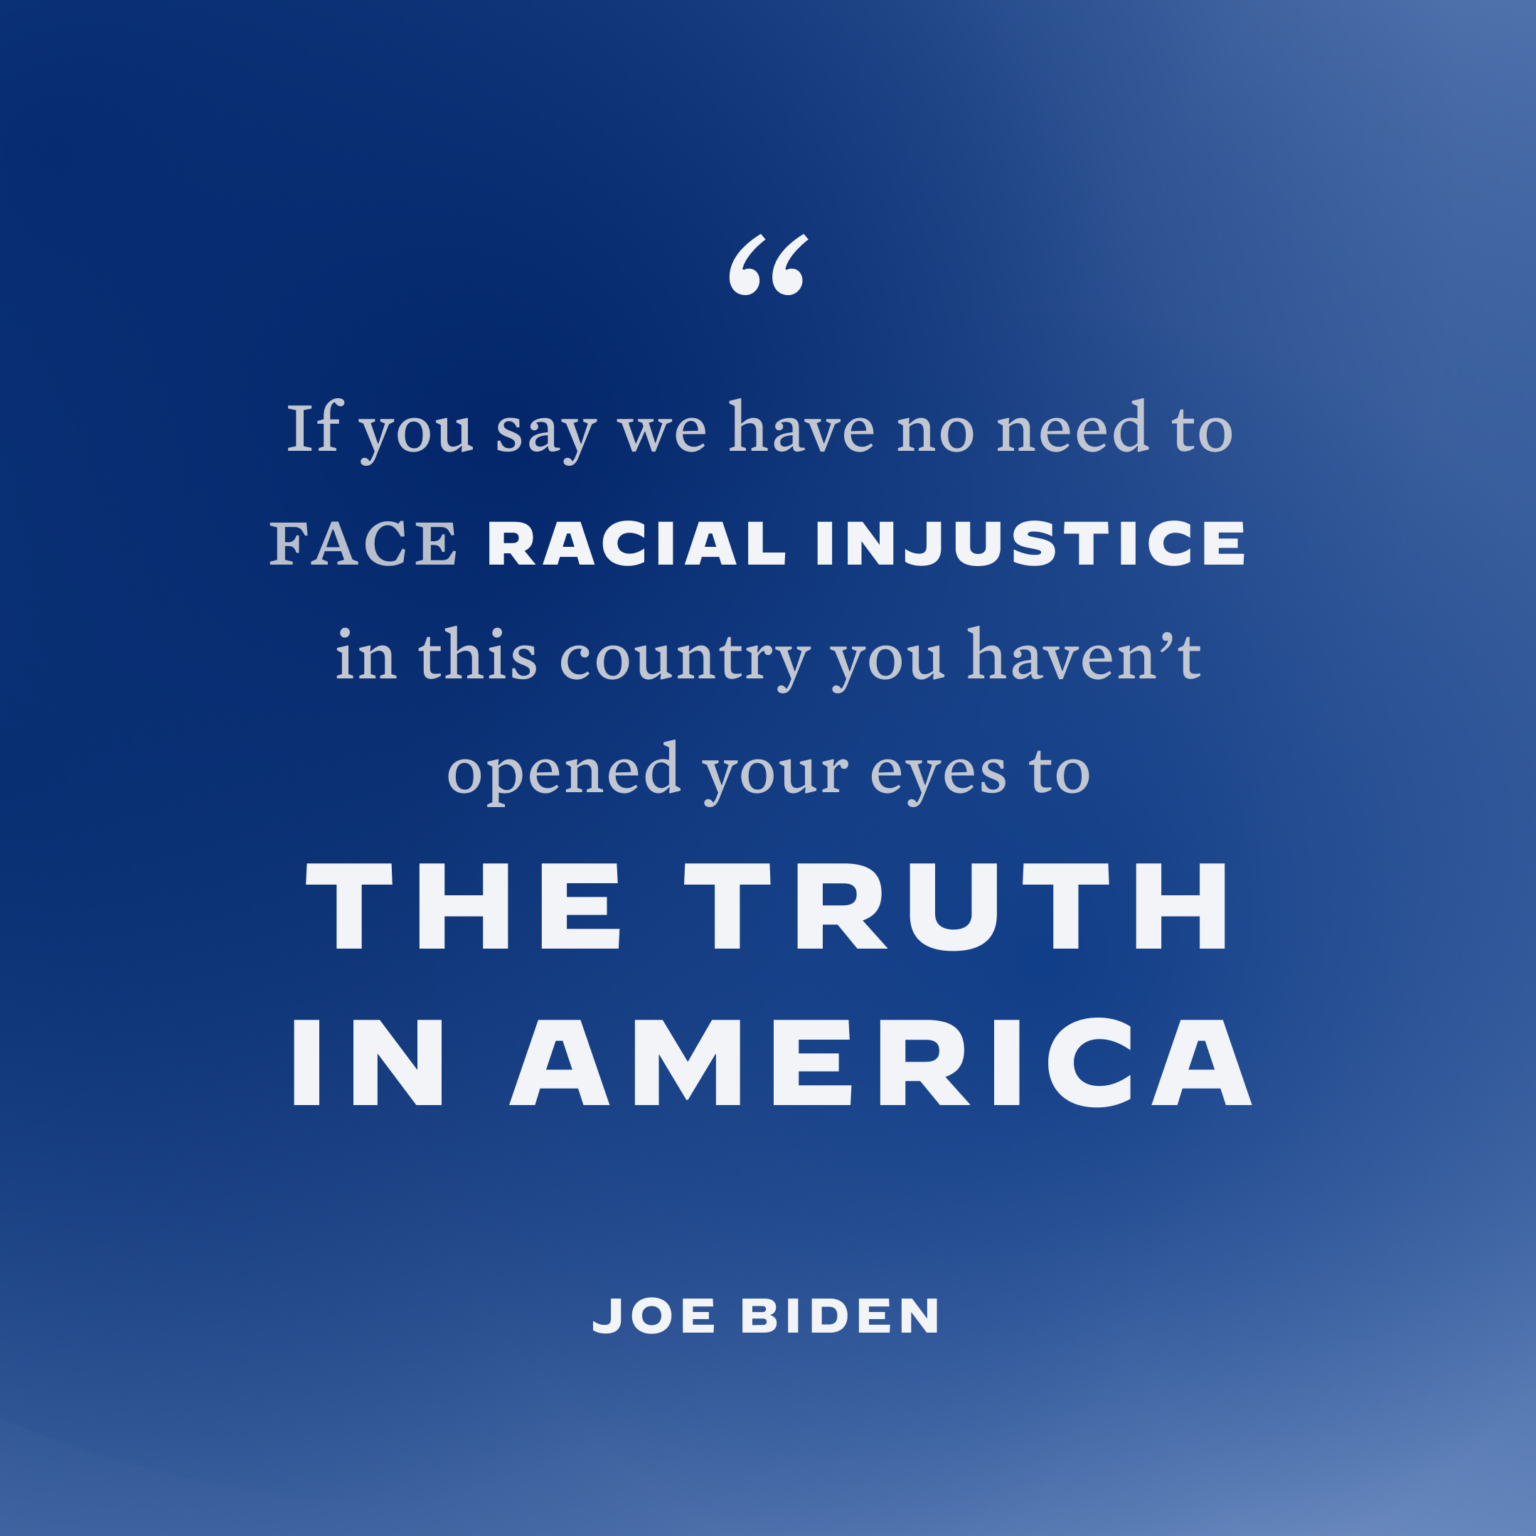 “
If you say we have no need to
FACE RACIAL INJUSTICE
in this country you haven’t
opened your eyes to
THE TRUTH
IN AMERICA
JOE BIDEN